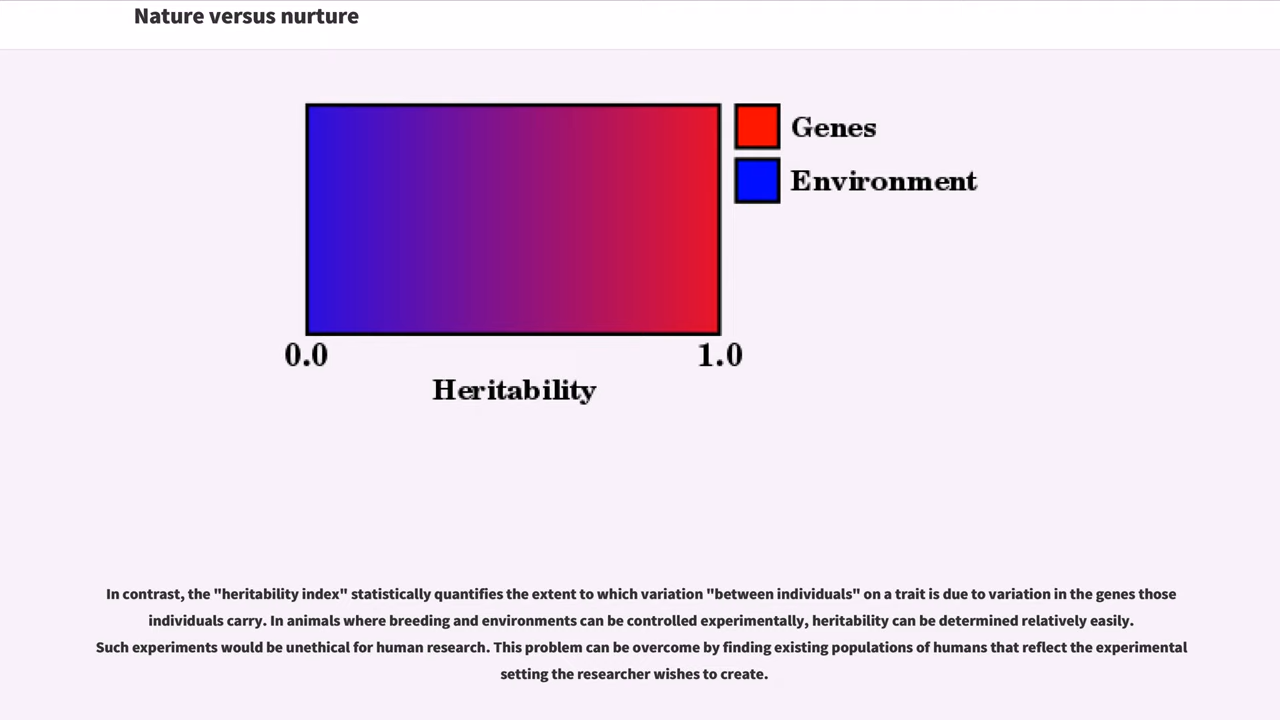 Nature versus nurture
Genes
Environment
0.0
1.0
Heritability
In contrast, the "heritability index" statistically quantifies the extent to which variation "between individuals" on a trait is due to variation in the genes those
individuals carry. In animals where breeding and environments can be controlled experimentally, heritability can be determined relatively easily.
Such experiments would be unethical for human research. This problem can be overcome by finding existing populations of humans that reflect the experimental
setting the researcher wishes to create.